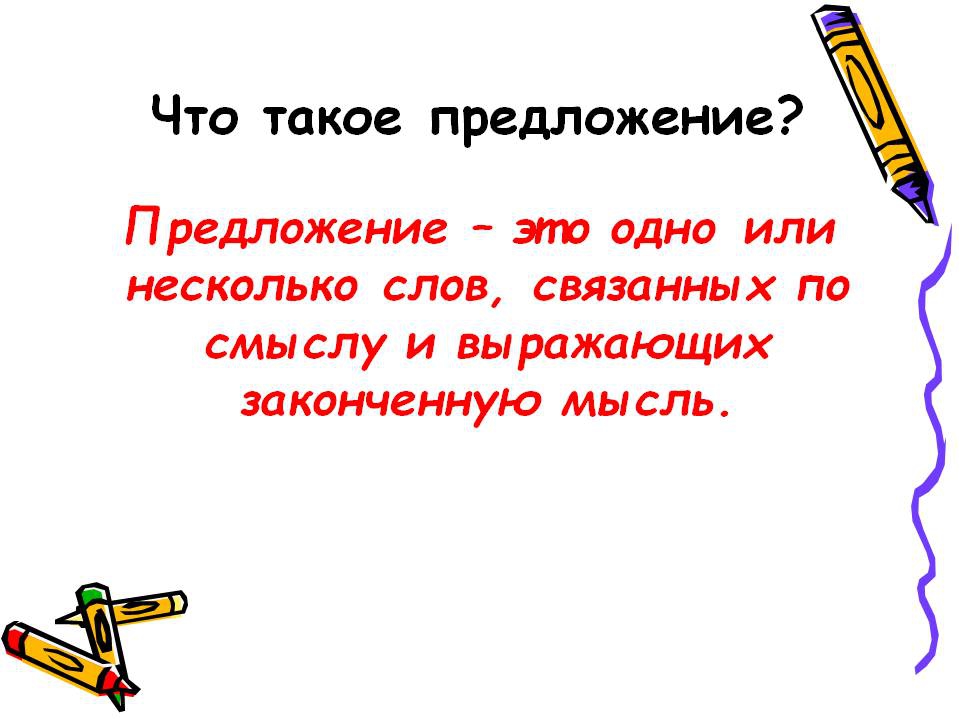 Что такое предложение?
Предложение – это одно или
несколько слов, связанных по
смыслу и выражающих
законченную мысль.